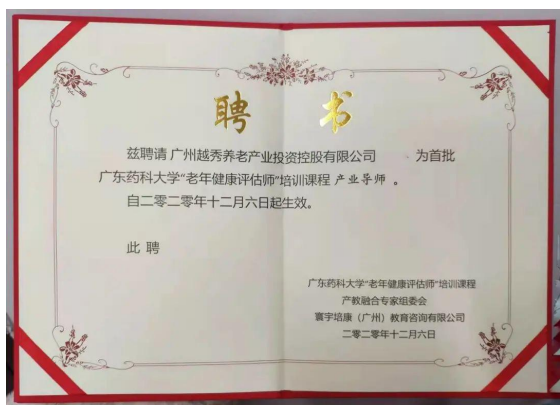 聘 书
兹聘请 广州越秀养老产业投资控股有限公司 为首批
广东药科大学"老年健康评估师"培训课程 产业导师 。
自二零二零年十二月六日起生效。
此 聘
广东药科大学"老年健康评估师"培训课程
产教融合专家组委会
寰宇培康（广州）教育咨询有限公司
二零二零年十二月六日